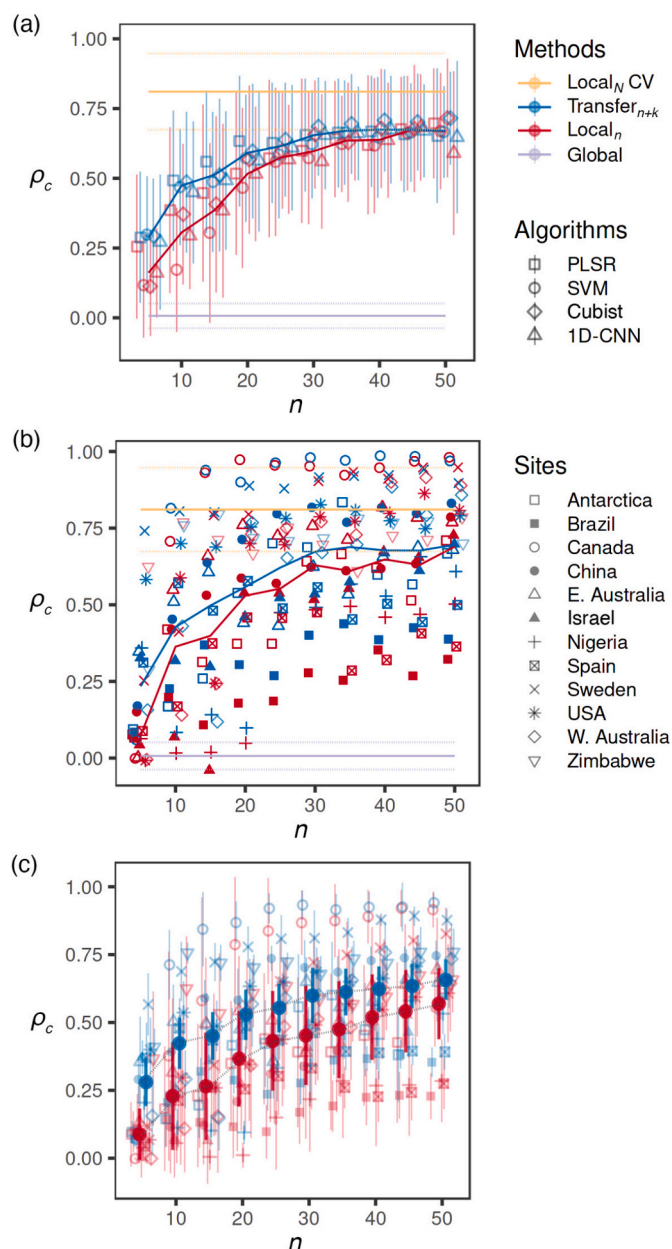 (a)
1.00
0.75
0.50
0.25
0.00
ρc
10 20 30 40 50
n
Methods
LocalN CV
Transfern+k
Localn
Global
Algorithms
PLSR
SVM
Cubist
1D-CNN
(b)
1.00
0.75
0.50
0.25
0.00
ρc
10 20 30 40 50
n
Sites
Antarctica
Brazil
Canada
China
E. Australia
Israel
Nigeria
Spain
Sweden
USA
W. Australia
Zimbabwe
(c)
1.00
0.75
0.50
0.25
0.00
ρc
10 20 30 40 50
n